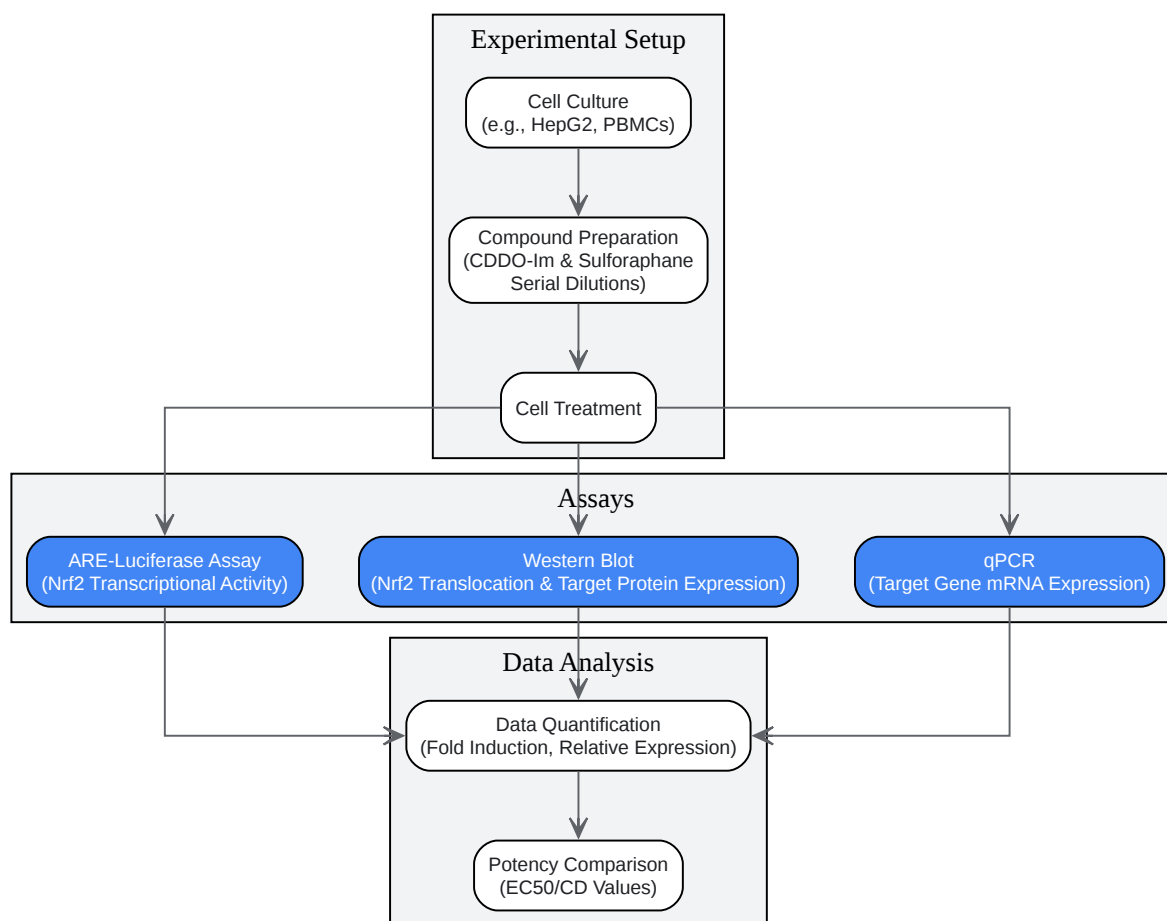 Experimental Setup
Cell Culture
(e.g., HepG2, PBMCs)
Compound Preparation
(CDDO-Im & Sulforaphane
Serial Dilutions)
Cell Treatment
Assays
ARE-Luciferase Assay
(Nrf2 Transcriptional Activity)
Western Blot
(Nrf2 Translocation & Target Protein Expression)
qPCR
(Target Gene mRNA Expression)
Data Analysis
Data Quantification
(Fold Induction, Relative Expression)
Potency Comparison
(EC50/CD Values)